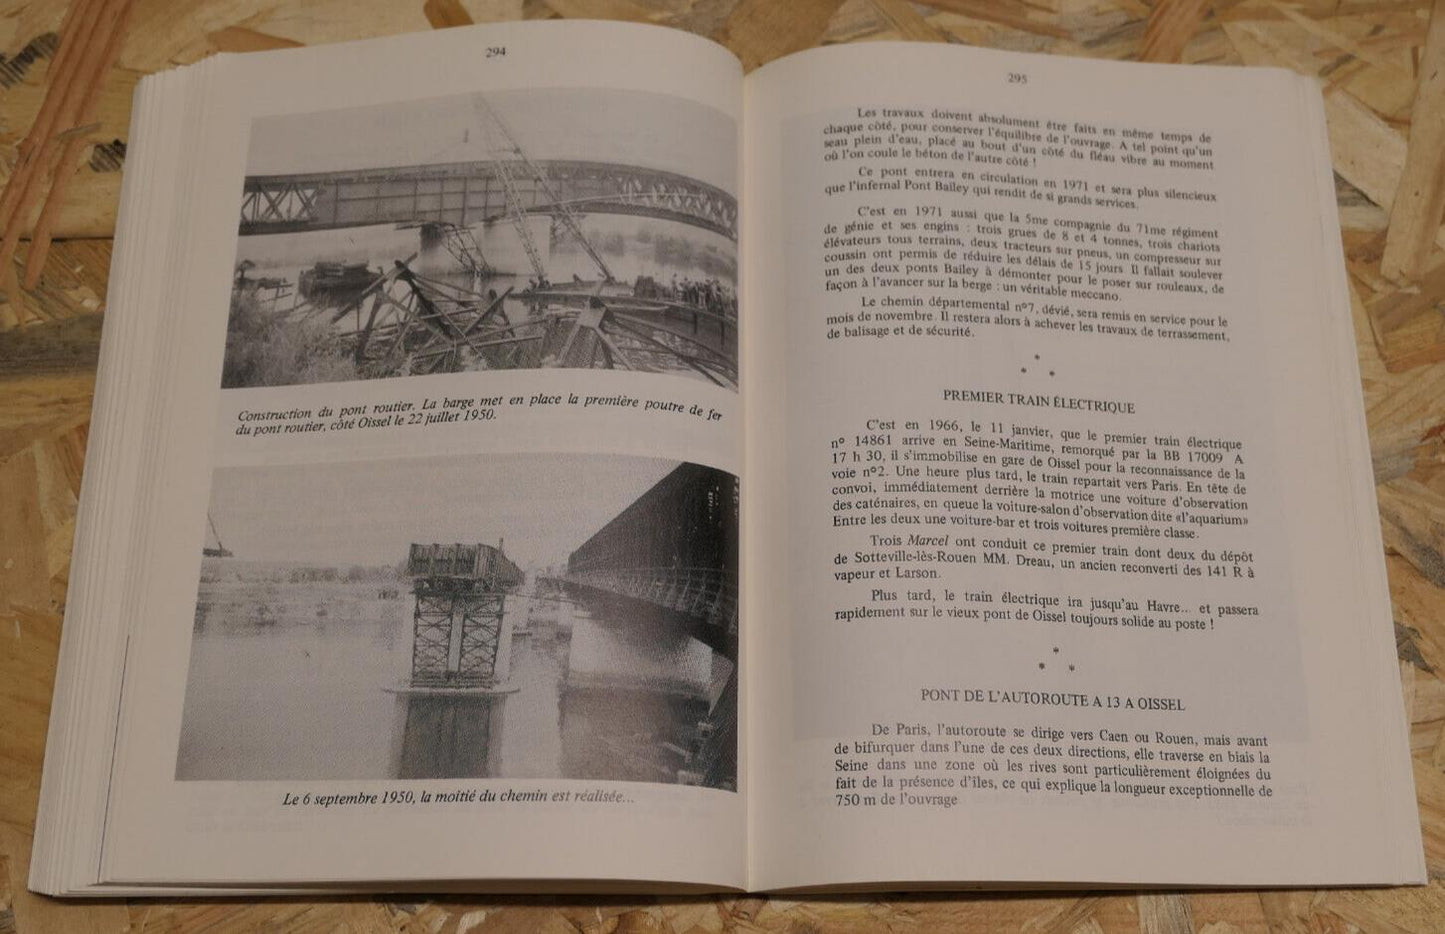 294
Construction du pont routier. La barge met en place la première poutre de fer
du pont routier, côté Oissel le 22 juillet 1950.
Le 6 septembre 1950, la moitié du chemin est réalisée...
295
Les travaux doivent absolument être faits en même temps de
chaque côté, pour conserver l'équilibre de l'ouvrage. A tel point qu'un
seau plein d'eau, placé au bout d'un côté du fléau vibre au moment
où l'on coule le béton de l'autre côté !
Ce pont entrera en circulation en 1971 et sera plus silencieux
que l'infernal Pont Bailey qui rendit de si grands services.
C'est en 1971 aussi que la 5me compagnie du 71me régiment
de génie et ses engins : trois grues de 8 et 4 tonnes, trois chariots
élévateurs tous terrains, deux tracteurs sur pneus, un compresseur sur
coussin ont permis de réduire les délais de 15 jours. Il fallait soulever
un des deux ponts Bailey à démonter pour le poser sur rouleaux, de
façon à l'avancer sur la berge : un véritable meccano.
Le chemin départemental n°7, dévié, sera remis en service pour le
mois de novembre. Il restera alors à achever les travaux de terrassement,
de balisage et de sécurité.
*
* *
PREMIER TRAIN ÉLECTRIQUE
C'est en 1966, le 11 janvier, que le premier train électrique
n° 14861 arrive en Seine-Maritime, remorqué par la BB 17009 A
17 h 30, il s'immobilise en gare de Oissel pour la reconnaissance de la
voie n°2. Une heure plus tard, le train repartait vers Paris. En tête de
convoi, immédiatement derrière la motrice une voiture d'observation
des caténaires, en queue la voiture-salon d'observation dite «l'aquarium»
Entre les deux une voiture-bar et trois voitures première classe.
Trois Marcel ont conduit ce premier train dont deux du dépôt
de Sotteville-lès-Rouen MM. Dreau, un ancien reconverti des 141 R à
vapeur et Larson.
Plus tard, le train électrique ira jusqu'au Havre... et passera
rapidement sur le vieux pont de Oissel toujours solide au poste !
*
* *
PONT DE L'AUTOROUTE A 13 A OISSEL
De Paris, l'autoroute se dirige vers Caen ou Rouen, mais avant
de bifurquer dans l'une de ces deux directions, elle traverse en biais la
Seine dans une zone où les rives sont particulièrement éloignées du
fait de la présence d'îles, ce qui explique la longueur exceptionnelle de
750 m de l'ouvrage